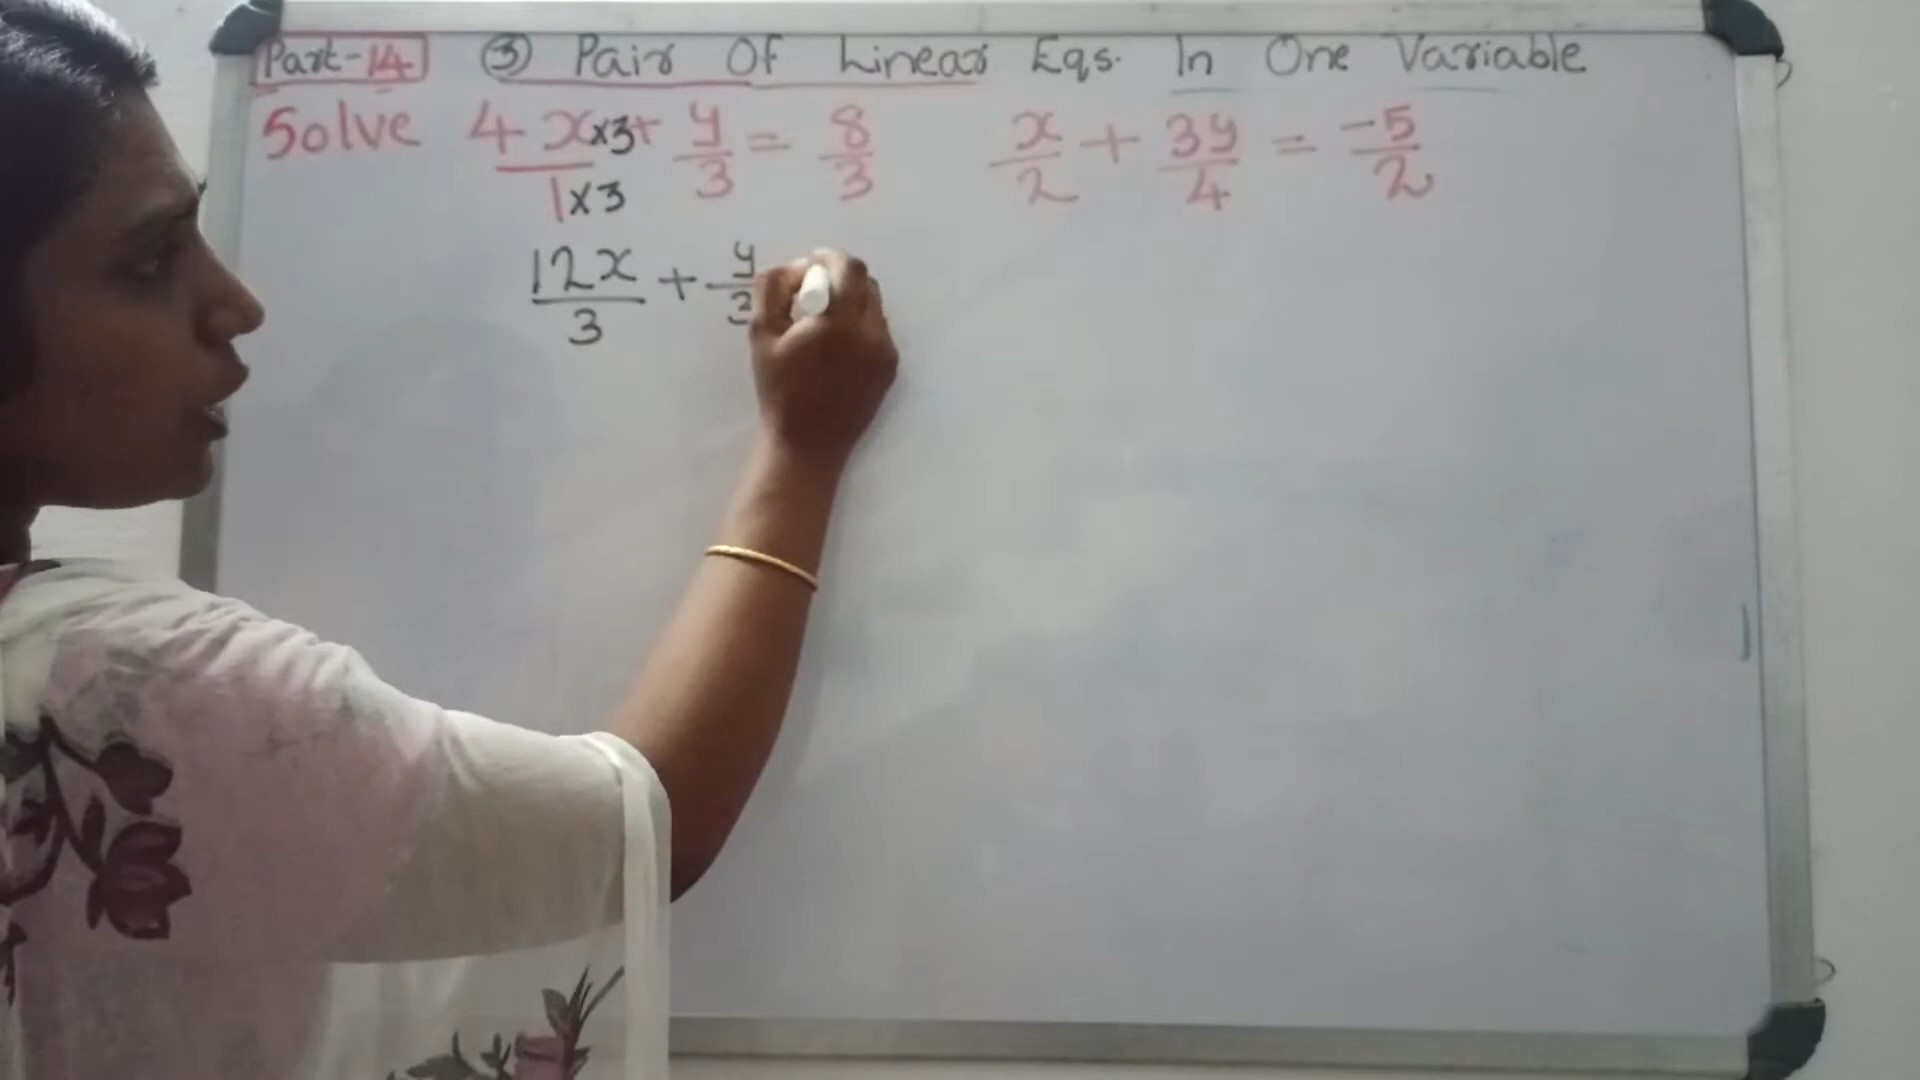 Part-14 ③ Pair Of Linear Eqs. In One Variable
Solve 4x×3/1×3 + y/3 = 8/3 x/2 + 3y/4 = -5/2
12x/3 + y/3